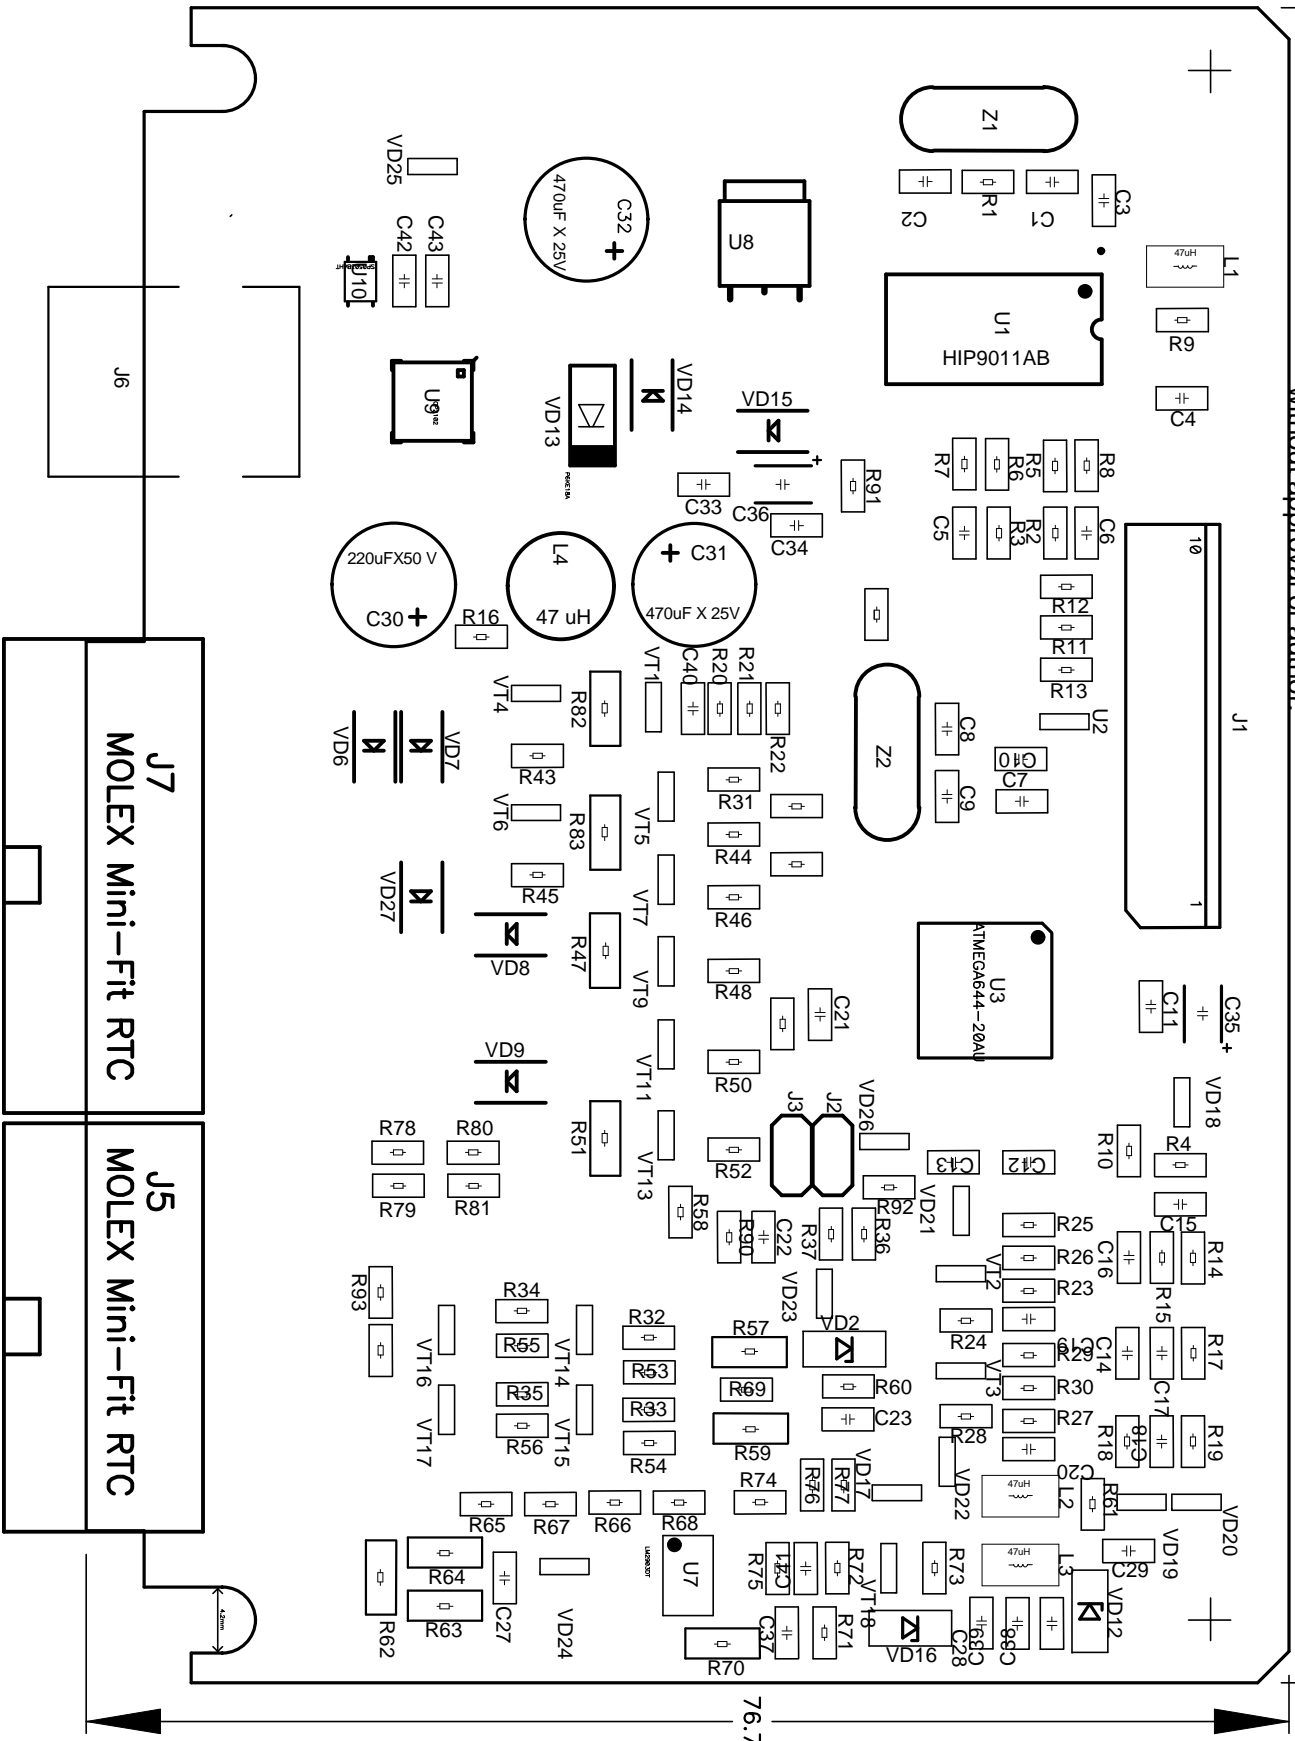 Z1
VD25
C32
470uF X 25V
C2
R1
C1
C3
U8
47uH
L1
C42
C43
U10
U1
HIP9011AB
R9
J6
U9
VD13
P6KE18A
VD14
VD15
+
C4
R7
R6
R5
R8
C33
C36
R91
C34
C5
R3
R2
C6
10
220uFX50 V
C30
L4
47 uH
C31
470uF X 25V
R16
R12
R11
R13
VT4
R82
VT1
C40
R20
R21
R22
Z2
C8
U2
J1
VD6
VD7
R43
C10
C7
C9
R31
VT6
R83
VT5
R44
J7
MOLEX Mini-Fit RTC
VD27
R45
VT7
R46
VD8
R47
VT9
R48
1
ATMEGA644-20AU
U3
C21
C11
C35
+
VD9
VT11
R50
J3
J2
VD26
VD18
R78
R80
R51
VT13
R52
C13
C12
R10
R4
R79
R81
R92
VD21
C15
J5
MOLEX Mini-Fit RTC
R58
R90
C22
R37
R36
R25
R26
VT2
R23
C16
R14
R15
R93
R34
VD23
VD2
R32
R57
R24
C19
R29
C14
R17
VT16
R55
VT14
R53
R69
R60
VT3
R30
C17
R35
R33
C23
R28
R27
R18
C18
R19
VT17
R56
VT15
R54
R59
C20
R74
R76
R77
VD17
VD22
47uH
L2
R61
VD20
R65
R67
R66
R68
VD19
R64
U7
R75
C41
R72
VT18
R73
47uH
L3
C29
R62
R63
C27
VD24
4.2mm
R70
C37
R71
VD16
C28
C39
C38
VD12
76.7